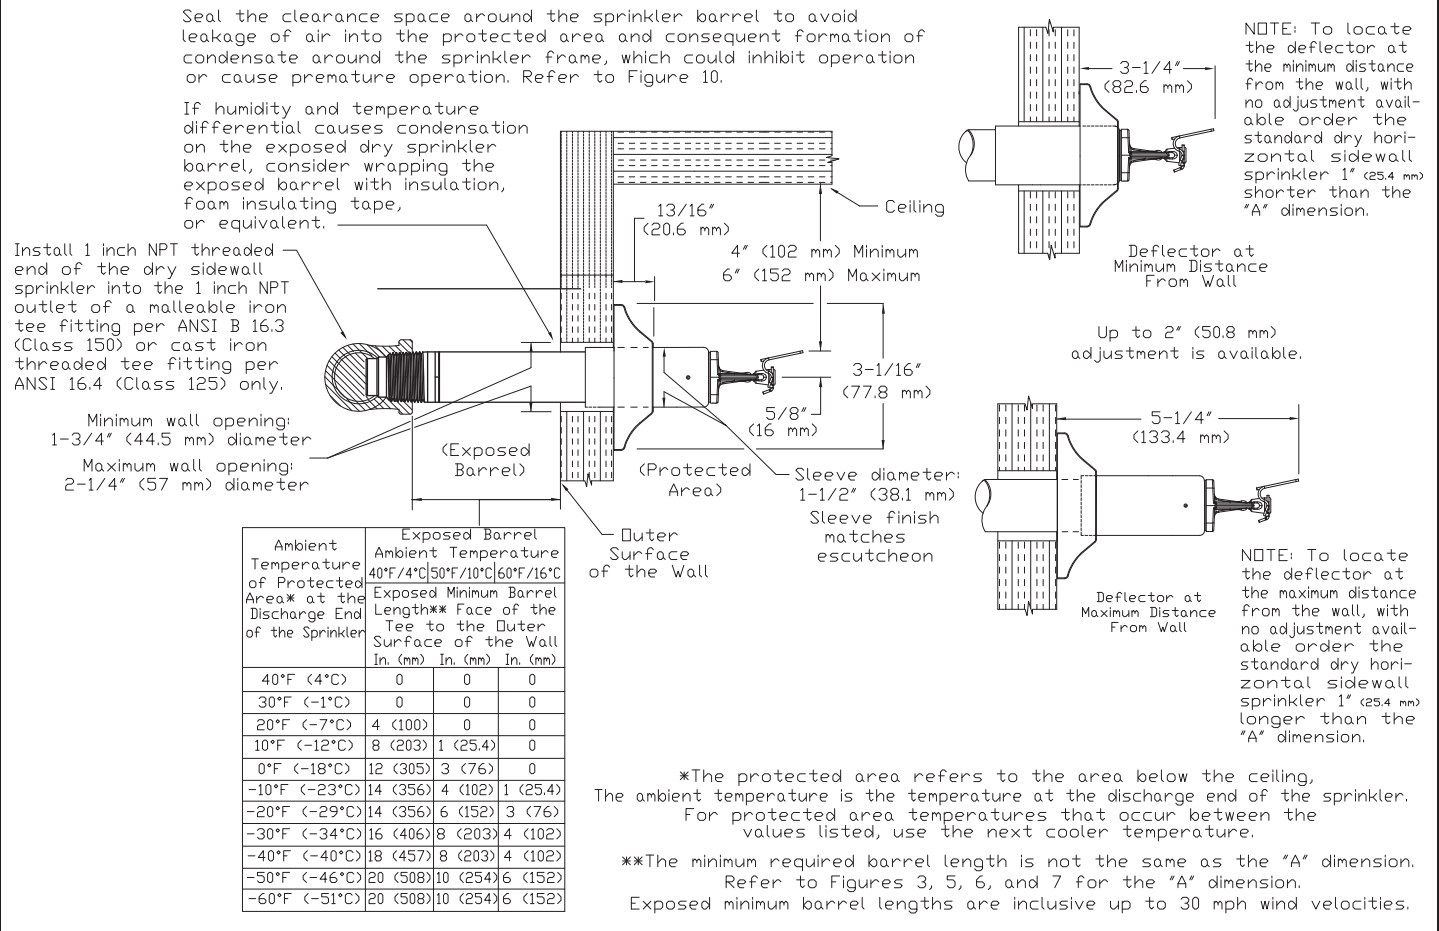 Seal the clearance space around the sprinkler barrel to avoid
leakage of air into the protected area and consequent formation of
condensate around the sprinkler frame, which could inhibit operation
or cause premature operation. Refer to Figure 10.
If humidity and temperature
differential causes condensation
on the exposed dry sprinkler
barrel, consider wrapping the
exposed barrel with insulation,
foam insulating tape,
or equivalent.
Install 1 inch NPT threaded
end of the dry sidewall
sprinkler into the 1 inch NPT
outlet of a malleable iron
tee fitting per ANSI B 16.3
(Class 150) or cast iron
threaded tee fitting per
ANSI 16.4 (Class 125) only.
Minimum wall opening:
1-3/4" (44.5 mm) diameter
Maximum wall opening:
2-1/4" (57 mm) diameter
(Exposed
Barrel)
13/16"
(20.6 mm)
Ceiling
4" (102 mm) Minimum
6" (152 mm) Maximum
3-1/16"
(77.8 mm)
5/8"
(16 mm)
(Protected
Area)
Sleeve diameter:
1-1/2" (38.1 mm)
Sleeve finish
matches
escutcheon
Outer
Surface
of the Wall
3-1/4"
(82.6 mm)
Deflector at
Minimum Distance
From Wall
NOTE: To locate
the deflector at
the minimum distance
from the wall, with
no adjustment avail-
able order the
standard dry hori-
zontal sidewall
sprinkler 1" (25.4 mm)
shorter than the
"A" dimension.
Up to 2" (50.8 mm)
adjustment is available.
5-1/4"
(133.4 mm)
Deflector at
Maximum Distance
From Wall
NOTE: To locate
the deflector at
the maximum distance
from the wall, with
no adjustment avail-
able order the
standard dry hori-
zontal sidewall
sprinkler 1" (25.4 mm)
longer than the
"A" dimension.
Ambient
Temperature
of Protected
Area* at the
Discharge End
of the Sprinkler
Exposed Barrel
Ambient Temperature
40°F/4°C 50°F/10°C 60°F/16°C
Exposed Minimum Barrel
Length** Face of the
Tee to the Outer
Surface of the Wall
In. (mm) In. (mm) In. (mm)
40°F (4°C) 0 0 0
30°F (-1°C) 0 0 0
20°F (-7°C) 4 (100) 0 0
10°F (-12°C) 8 (203) 1 (25.4) 0
0°F (-18°C) 12 (305) 3 (76) 0
-10°F (-23°C) 14 (356) 4 (102) 1 (25.4)
-20°F (-29°C) 14 (356) 6 (152) 3 (76)
-30°F (-34°C) 16 (406) 8 (203) 4 (102)
-40°F (-40°C) 18 (457) 8 (203) 4 (102)
-50°F (-46°C) 20 (508) 10 (254) 6 (152)
-60°F (-51°C) 20 (508) 10 (254) 6 (152)
*The protected area refers to the area below the ceiling,
The ambient temperature is the temperature at the discharge end of the sprinkler.
For protected area temperatures that occur between the
values listed, use the next cooler temperature.
**The minimum required barrel length is not the same as the "A" dimension.
Refer to Figures 3, 5, 6, and 7 for the "A" dimension.
Exposed minimum barrel lengths are inclusive up to 30 mph wind velocities.